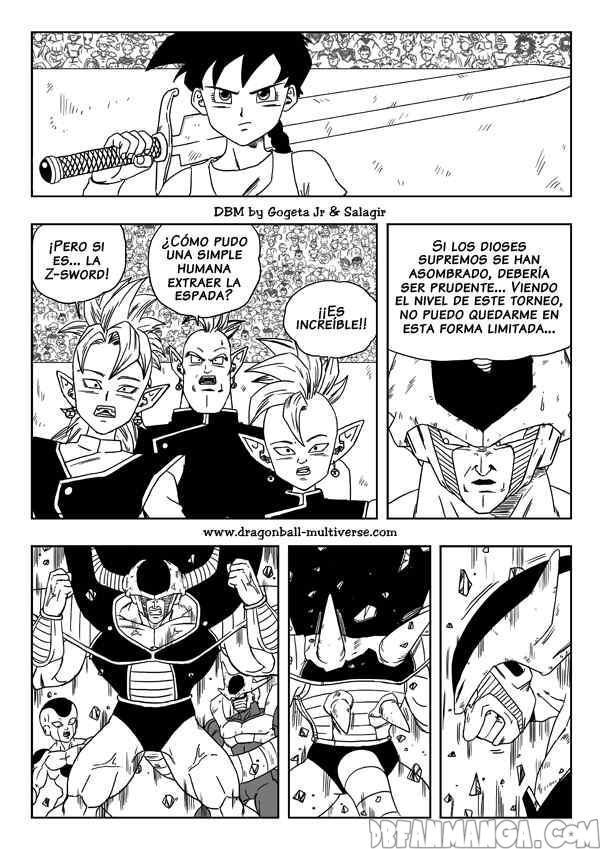 DBM by Gogeta Jr & Salagir
¡Pero si
es... la
Z-sword!
¿Cómo pudo
una simple
humana
extraer la
espada?
¡¡Es
increíble!!
Si los dioses
supremos se han
asombrado, debería
ser prudente... Viendo
el nivel de este torneo,
no puedo quedarme en
esta forma limitada...
www.dragonball-multiverse.com
DBFANMANGA.COM